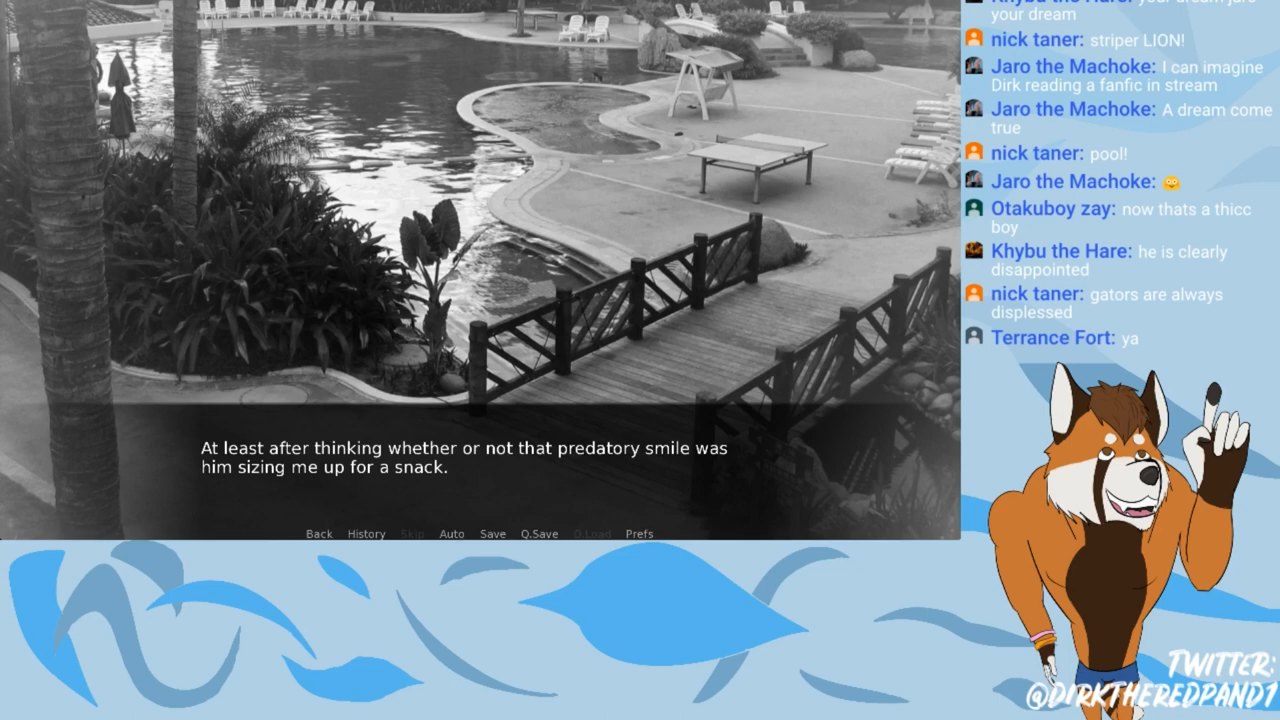 At least after thinking whether or not that predatory smile was
him sizing me up for a snack.
Back History Skip Auto Save Q.Save Q.Load Prefs
your dream
nick taner: striper LION!
Jaro the Machoke: I can imagine
Dirk reading a fanfic in stream
Jaro the Machoke: A dream come
true
nick taner: pool!
Jaro the Machoke:
Otakuboy zay: now thats a thicc
boy
Khybu the Hare: he is clearly
disappointed
nick taner: gators are always
displessed
Terrance Fort: ya
TWITTER:
@DIRKTHEREDPAND1